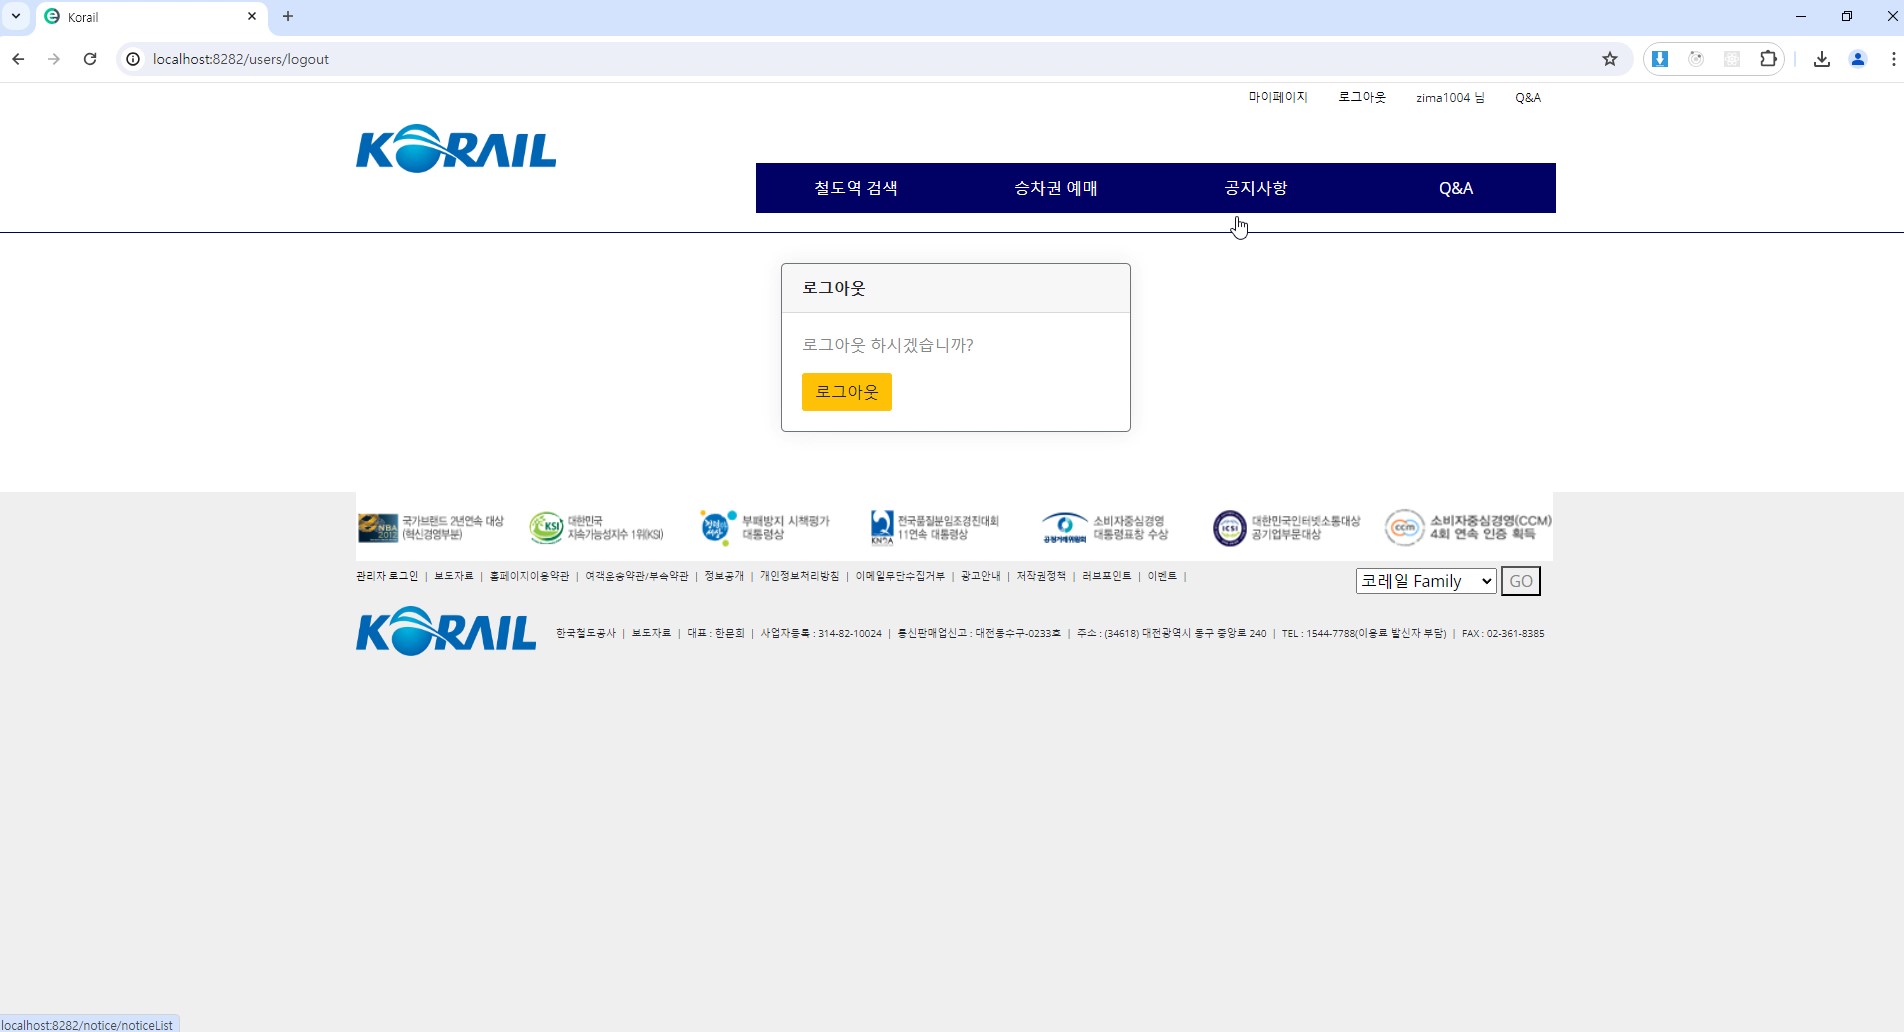 Korail
localhost:8282/users/logout
마이페이지 로그아웃 zima1004 님 Q&A
KORAIL
철도역 검색 승차권 예매 공지사항 Q&A
로그아웃
로그아웃 하시겠습니까?
로그아웃
국가브랜드 2년연속 대상
(혁신경영부분)
KSI 대한민국
지속가능성지수 1위(KSI)
부패방지 시책평가
대통령상
전국품질분임조경진대회
11연속 대통령상
소비자중심경영
대통령표창 수상
공정거래위원회
ICSI 대한민국인터넷소통대상
공기업부문대상
ccm 소비자중심경영(CCM)
4회 연속 인증 획득
관리자 로그인 | 보도자료 | 홈페이지이용약관 | 여객운송약관/부속약관 | 정보공개 | 개인정보처리방침 | 이메일무단수집거부 | 광고안내 | 저작권정책 | 러브포인트 | 이벤트 |
코레일 Family GO
KORAIL
한국철도공사 | 보도자료 | 대표 : 한문희 | 사업자등록 : 314-82-10024 | 통신판매업신고 : 대전동수구-0233호 | 주소 : (34618) 대전광역시 동구 중앙로 240 | TEL : 1544-7788(이용료 발신자 부담) | FAX : 02-361-8385
localhost:8282/notice/noticeList